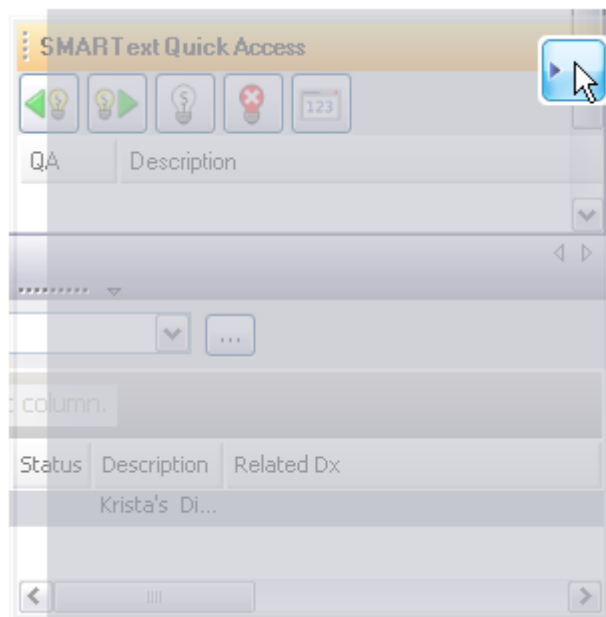 SMARText Quick Access
123
QA Description
...
column.
Status Description Related Dx
Krista's Di...